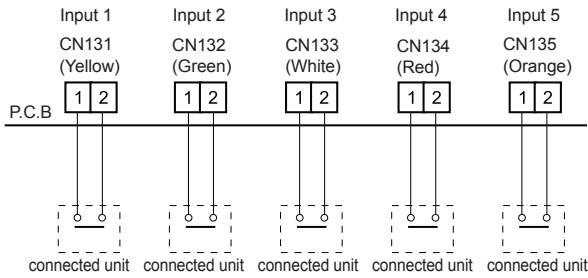 Input 1 Input 2 Input 3 Input 4 Input 5
CN131 CN132 CN133 CN134 CN135
(Yellow) (Green) (White) (Red) (Orange)
1 2 1 2 1 2 1 2 1 2
P.C.B
connected unit connected unit connected unit connected unit connected unit